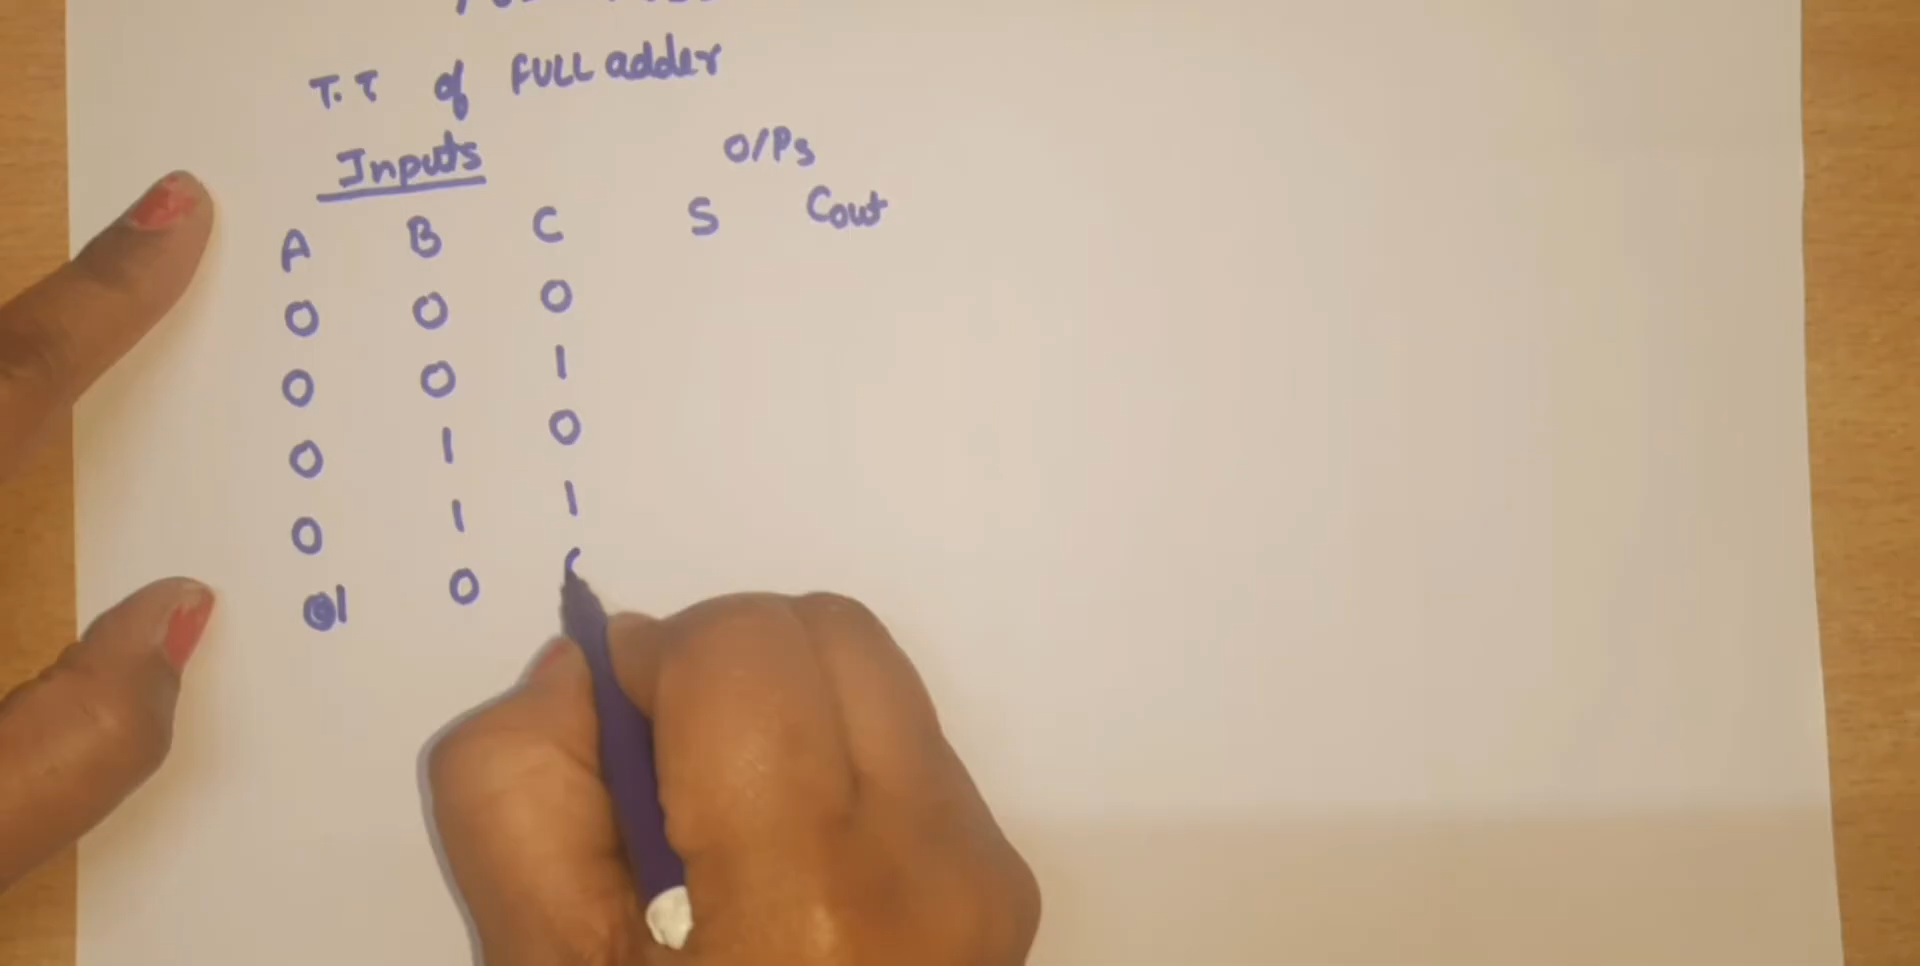 T.T of FULL adder
Inputs O/Ps
A B C S Cout
0 0 0
0 0 1
0 1 0
0 1 1
1 0